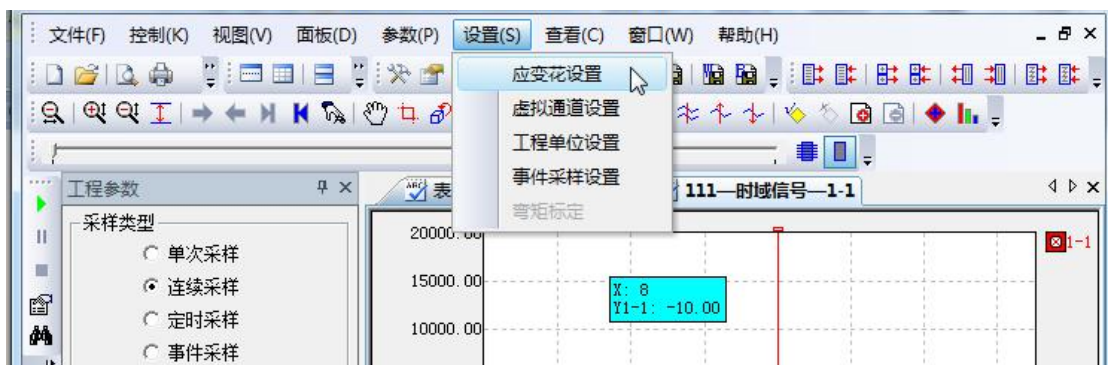 文件(F) 控制(K) 视图(V) 面板(D) 参数(P) 设置(S) 查看(C) 窗口(W) 帮助(H)
应变花设置
虚拟通道设置
工程单位设置
事件采样设置
弯矩标定
工程参数
表
111—时域信号—1-1
采样类型
单次采样
连续采样
定时采样
事件采样
20000.00
15000.00
10000.00
X: 8
Y1-1: -10.00
1-1